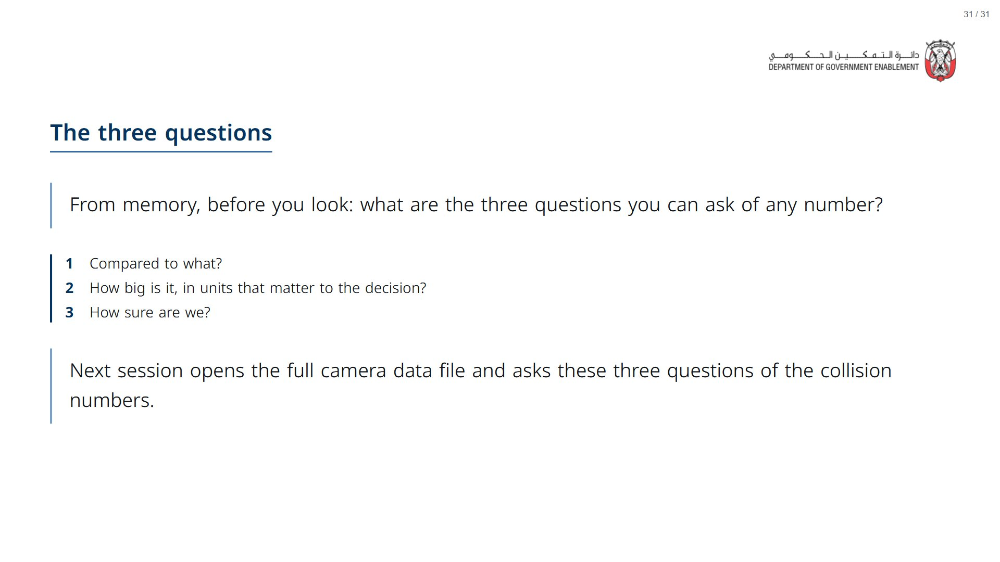 31 / 31
دائرة التمكين الحكومي
DEPARTMENT OF GOVERNMENT ENABLEMENT
The three questions
From memory, before you look: what are the three questions you can ask of any number?
1 Compared to what?
2 How big is it, in units that matter to the decision?
3 How sure are we?
Next session opens the full camera data file and asks these three questions of the collision
numbers.